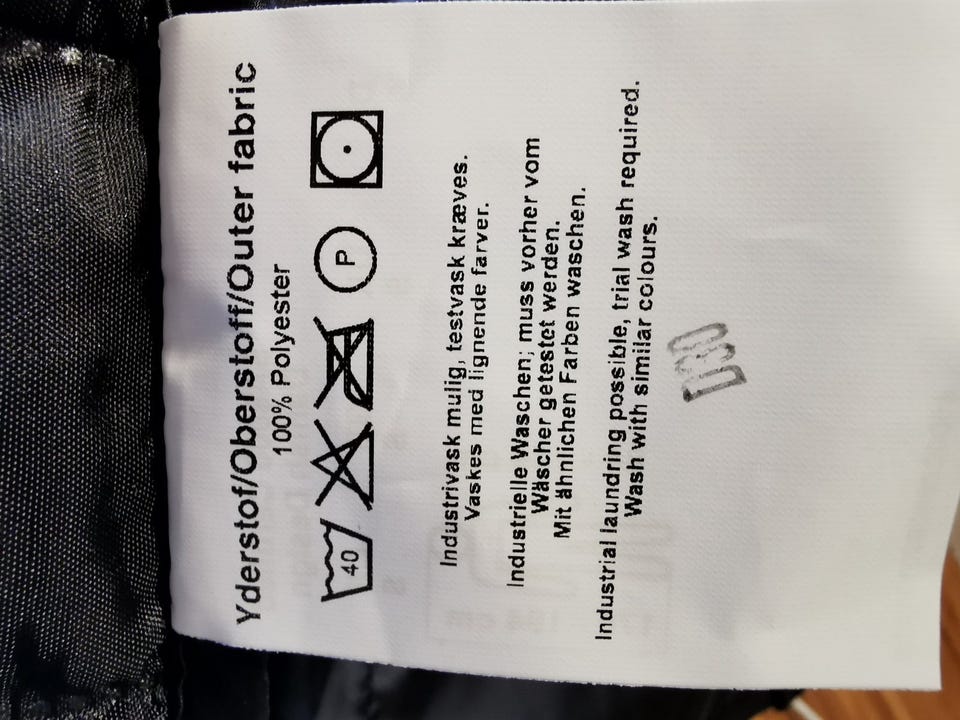 Yderstof/Oberstoff/Outer fabric
100% Polyester
40 P
Industrivask mulig, testvask kræves.
Vaskes med lignende farver.
Industrielle Waschen; muss vorher vom
Wäscher getestet werden.
Mit ähnlichen Farben waschen.
Industrial laundring possible, trial wash required.
Wash with similar colours.